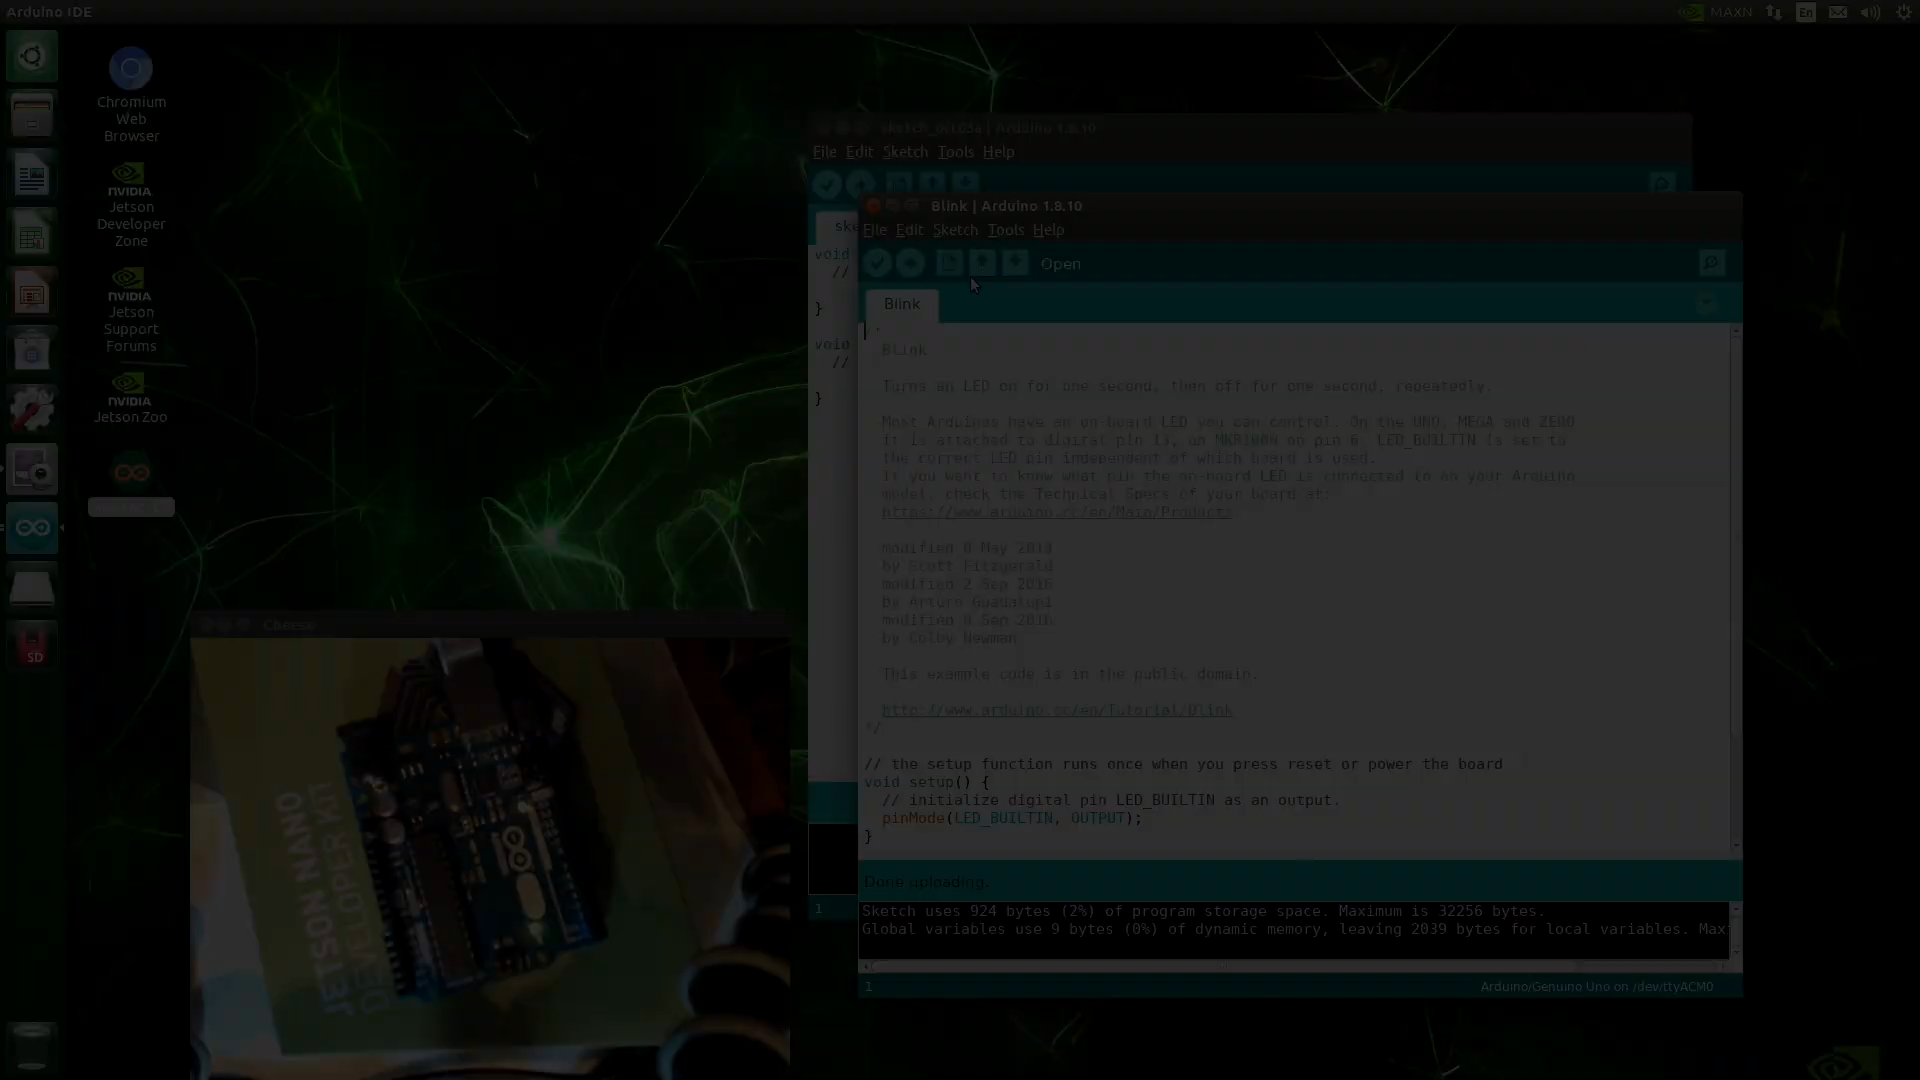 Arduino IDE
MAXN
En
Chromium
Web
Browser
NVIDIA
Jetson
Developer
Zone
NVIDIA
Jetson
Support
Forums
NVIDIA
Jetson Zoo
SD
| Arduino 1.8.10
File Edit Sketch Tools Help
void
//
}
void
//
}
1
Blink | Arduino 1.8.10
File Edit Sketch Tools Help
Open
Blink
Blink
Turns an LED on for one second, then off for one second, repeatedly.
Most Arduinos have an on-board LED you can control. On the UNO, MEGA and ZERO
it is attached to digital pin 13, on MKR1000 on pin 6. LED_BUILTIN is set to
the correct LED pin independent of which board is used.
If you want to know what pin the on-board LED is connected to on your Arduino
model, check the Technical Specs of your board at:
https://www.arduino.cc/en/Main/Products
modified 8 May 2014
by Scott Fitzgerald
modified 2 Sep 2016
by Arturo Guadalupi
modified 8 Sep 2016
by Colby Newman
This example code is in the public domain.
http://www.arduino.cc/en/Tutorial/Blink
*/
// the setup function runs once when you press reset or power the board
void setup() {
// initialize digital pin LED_BUILTIN as an output.
pinMode(LED_BUILTIN, OUTPUT);
}
Done uploading.
Sketch uses 924 bytes (2%) of program storage space. Maximum is 32256 bytes.
Global variables use 9 bytes (0%) of dynamic memory, leaving 2039 bytes for local variables.
1
Arduino/Genuino Uno on /dev/ttyACM0
Cheese
JETSON NANO
DEVELOPER KIT